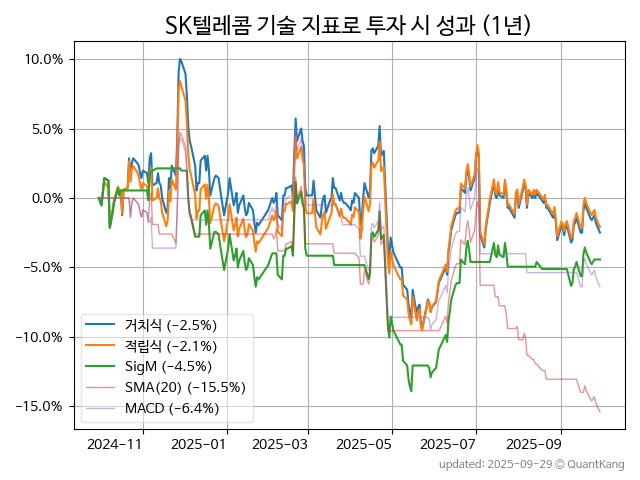 SK텔레콤 기술 지표로 투자 시 성과 (1년)
10.0%
5.0%
0.0%
−5.0%
−10.0%
−15.0%
거치식 (−2.5%)
적립식 (−2.1%)
SigM (−4.5%)
SMA(20) (−15.5%)
MACD (−6.4%)
2024−11
2025−01
2025−03
2025−05
2025−07
2025−09
updated: 2025-09-29 © QuantKang